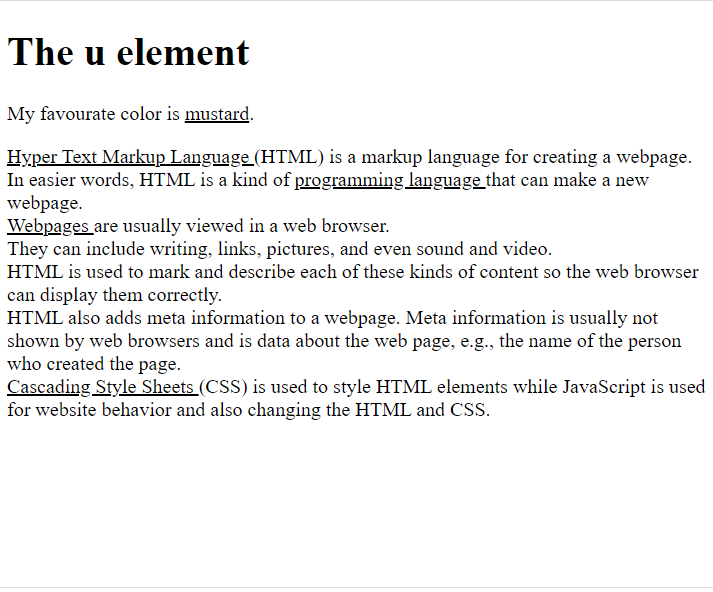 The u element
My favourate color is mustard.
Hyper Text Markup Language (HTML) is a markup language for creating a webpage.
In easier words, HTML is a kind of programming language that can make a new
webpage.
Webpages are usually viewed in a web browser.
They can include writing, links, pictures, and even sound and video.
HTML is used to mark and describe each of these kinds of content so the web browser
can display them correctly.
HTML also adds meta information to a webpage. Meta information is usually not
shown by web browsers and is data about the web page, e.g., the name of the person
who created the page.
Cascading Style Sheets (CSS) is used to style HTML elements while JavaScript is used
for website behavior and also changing the HTML and CSS.